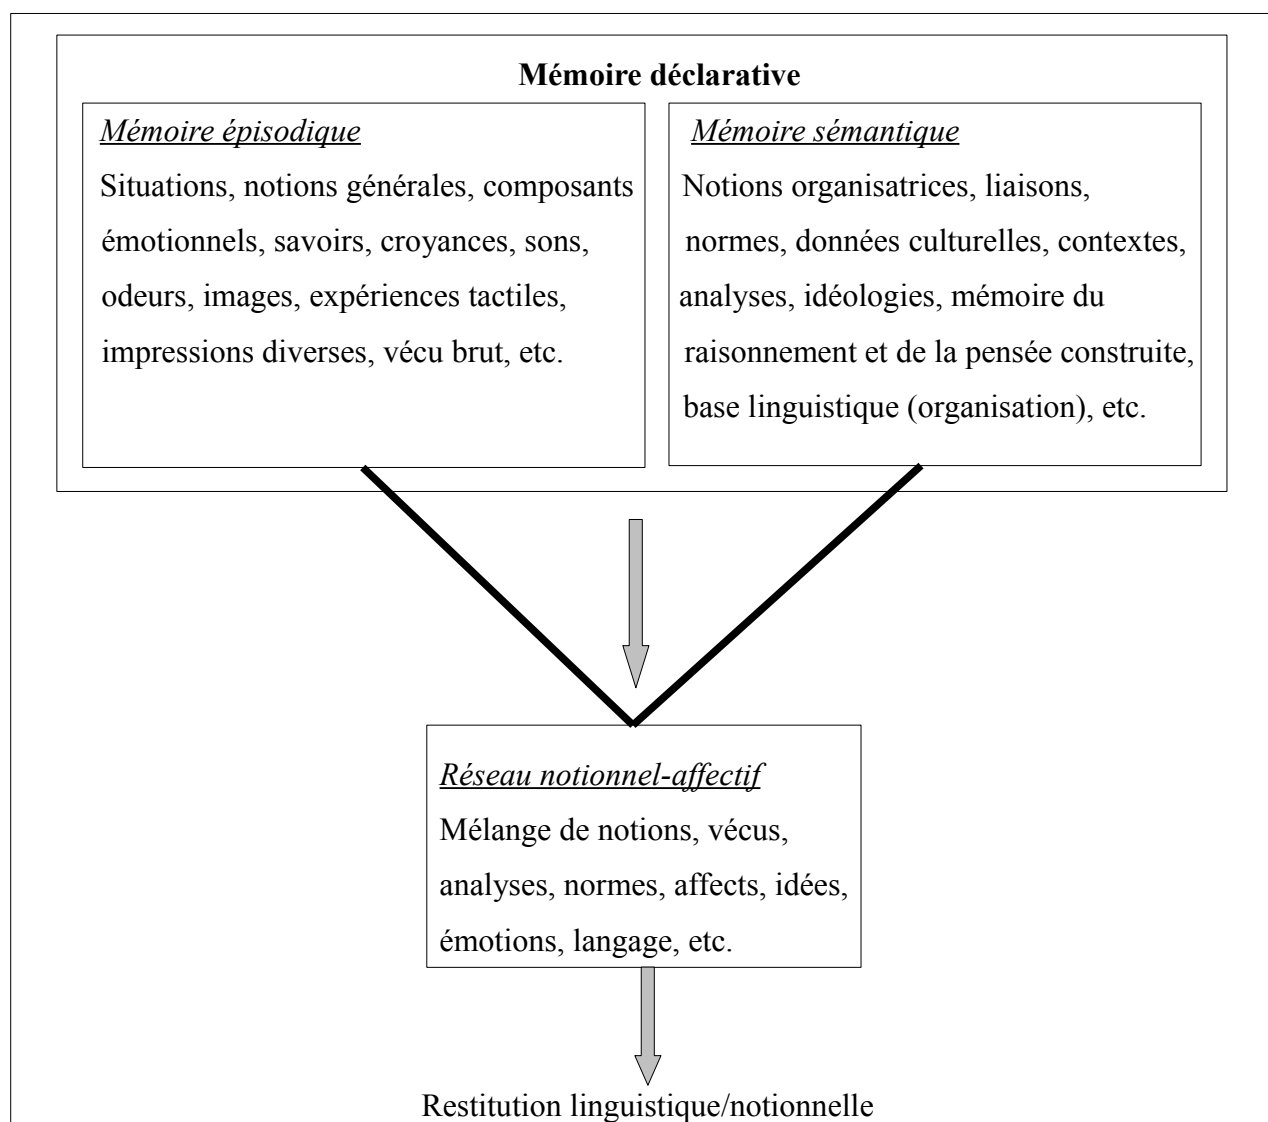 Mémoire déclarative
Mémoire épisodique
Situations, notions générales, composants
émotionnels, savoirs, croyances, sons,
odeurs, images, expériences tactiles,
impressions diverses, vécu brut, etc.
Mémoire sémantique
Notions organisatrices, liaisons,
normes, données culturelles, contextes,
analyses, idéologies, mémoire du
raisonnement et de la pensée construite,
base linguistique (organisation), etc.
Réseau notionnel-affectif
Mélange de notions, vécus,
analyses, normes, affects, idées,
émotions, langage, etc.
Restitution linguistique/notionnelle